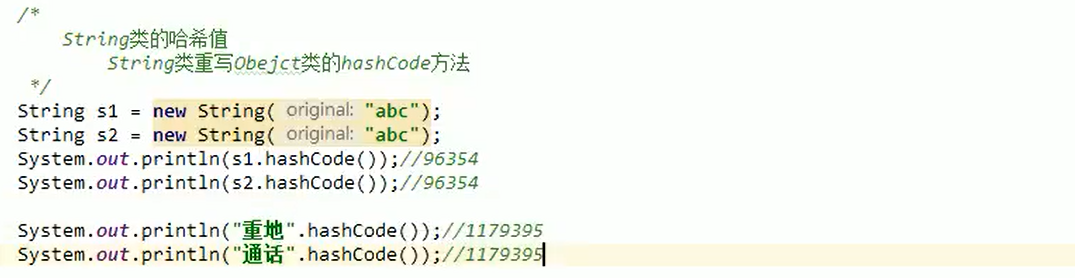 /*
String类的哈希值
String类重写Obejct类的hashCode方法
*/
String s1 = new String( original: "abc");
String s2 = new String( original: "abc");
System.out.println(s1.hashCode());//96354
System.out.println(s2.hashCode());//96354
System.out.println("重地".hashCode());//1179395
System.out.println("通话".hashCode());//1179395